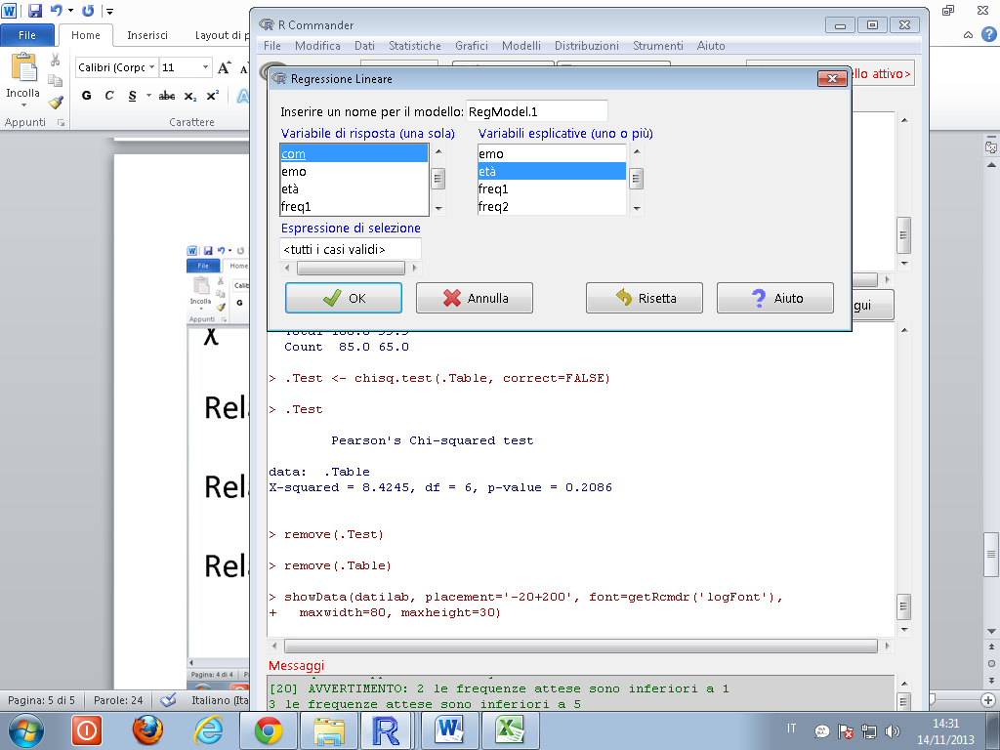 R Commander
File
Home
Inserisci
Layout di p
File Modifica Dati Statistiche Grafici Modelli Distribuzioni Strumenti Aiuto
Incolla
Calibri (Corpc
11
G C S abc X₂ X²
Appunti
Carattere
llo attivo>
Regressione Lineare
Inserire un nome per il modello: RegModel.1
Variabile di risposta (una sola)
Variabili esplicative (uno o più)
com
emo
età
freq1
emo
età
freq1
freq2
Espressione di selezione
<tutti i casi validi>
OK
Annulla
Risetta
Aiuto
gui
Count 85.0 65.0
> .Test <- chisq.test(.Table, correct=FALSE)
> .Test
Pearson's Chi-squared test
data: .Table
X-squared = 8.4245, df = 6, p-value = 0.2086
> remove(.Test)
> remove(.Table)
> showData(datilab, placement='-20+200', font=getRcmdr('logFont'),
+ maxwidth=80, maxheight=30)
Messaggi
[20] AVVERTIMENTO: 2 le frequenze attese sono inferiori a 1
3 le frequenze attese sono inferiori a 5
File
Home
Incolla
Calib
G
Appunti
Rela
Rela
Rela
Pagina: 4 di 4
Pagina: 5 di 5
Parole: 24
Italiano (Ita
IT
14:31
14/11/2013